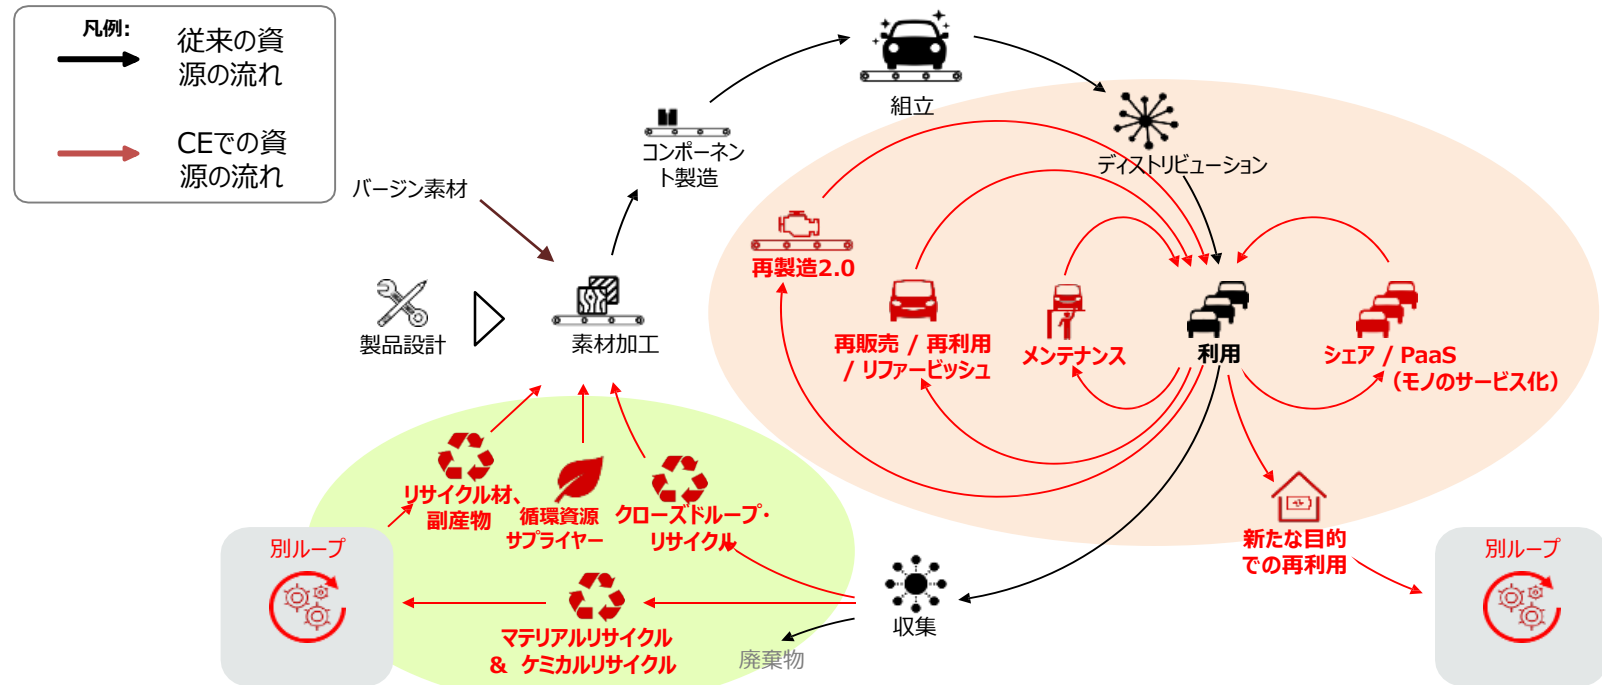 凡例:
従来の資
源の流れ
CEでの資
源の流れ
組立
コンポーネン
ト製造
ディストリビューション
バージン素材
再製造2.0
製品設計
素材加工
再販売 / 再利用
/ リファービッシュ
メンテナンス
利用
シェア / PaaS
（モノのサービス化）
リサイクル材、
副産物
循環資源
サプライヤー
クローズドループ・
リサイクル
別ループ
新たな目的
での再利用
別ループ
収集
マテリアルリサイクル
& ケミカルリサイクル
廃棄物